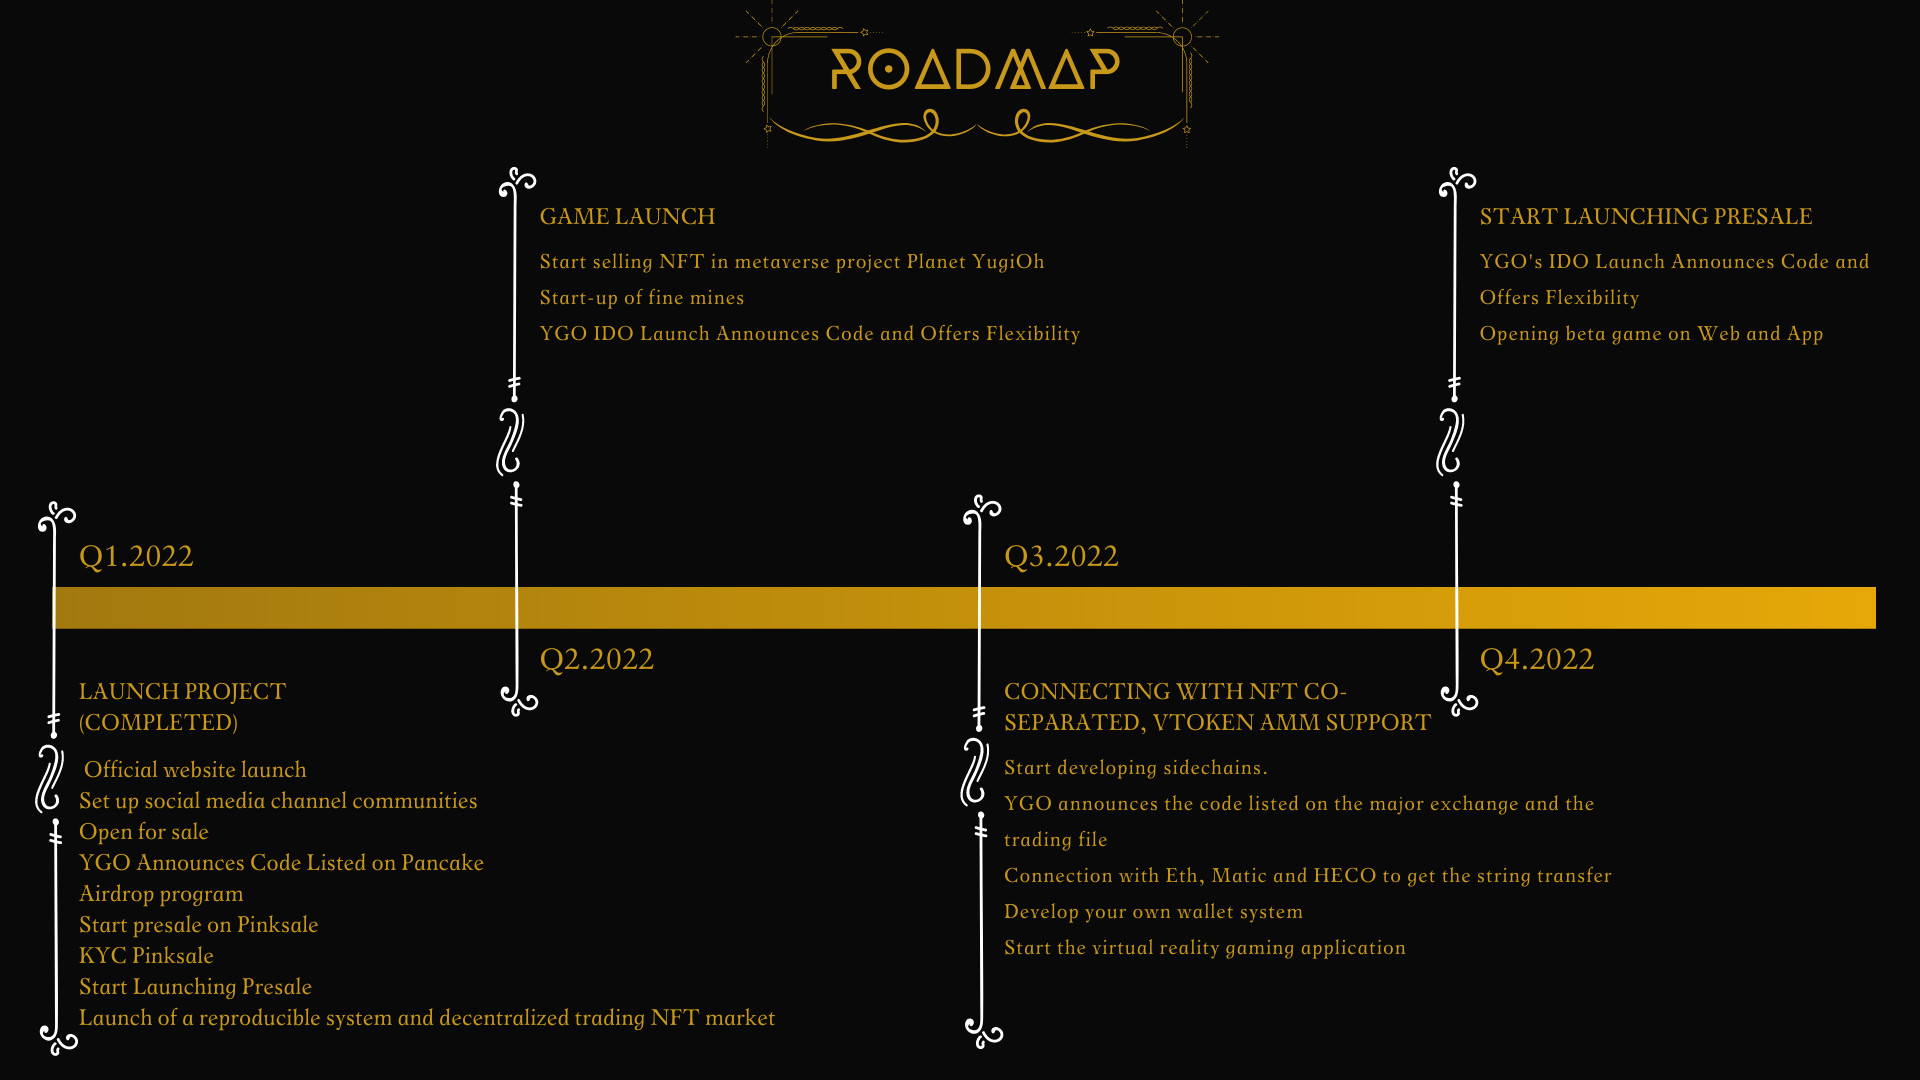 ROADMAP
Q1.2022
LAUNCH PROJECT
(COMPLETED)
Official website launch
Set up social media channel communities
Open for sale
YGO Announces Code Listed on Pancake
Airdrop program
Start presale on Pinksale
KYC Pinksale
Start Launching Presale
Launch of a reproducible system and decentralized trading NFT market
GAME LAUNCH
Start selling NFT in metaverse project Planet YugiOh
Start-up of fine mines
YGO IDO Launch Announces Code and Offers Flexibility
Q2.2022
Q3.2022
CONNECTING WITH NFT CO-
SEPARATED, VTOKEN AMM SUPPORT
Start developing sidechains.
YGO announces the code listed on the major exchange and the
trading file
Connection with Eth, Matic and HECO to get the string transfer
Develop your own wallet system
Start the virtual reality gaming application
START LAUNCHING PRESALE
YGO's IDO Launch Announces Code and
Offers Flexibility
Opening beta game on Web and App
Q4.2022